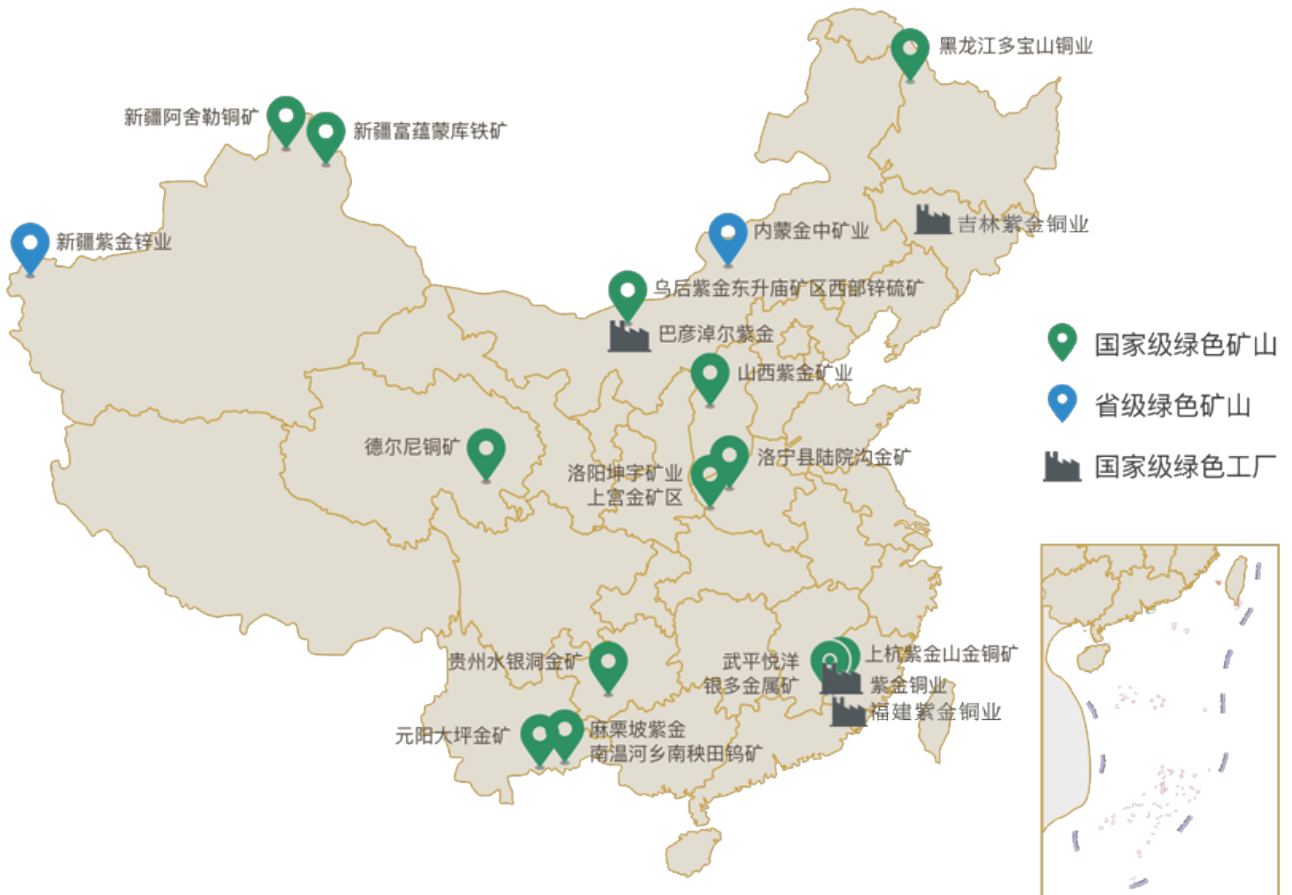 黑龙江多宝山铜业
新疆阿舍勒铜矿
新疆富蕴蒙库铁矿
吉林紫金铜业
内蒙金中矿业
新疆紫金锌业
乌后紫金东升庙矿区西部锌硫矿
巴彦淖尔紫金
国家级绿色矿山
山西紫金矿业
省级绿色矿山
德尔尼铜矿
洛宁县陆院沟金矿
国家级绿色工厂
洛阳坤宇矿业
上宫金矿区
上杭紫金山金铜矿
贵州水银洞金矿
武平悦洋
银多金属矿
紫金铜业
福建紫金铜业
元阳大坪金矿
麻栗坡紫金
南温河乡南秧田钨矿